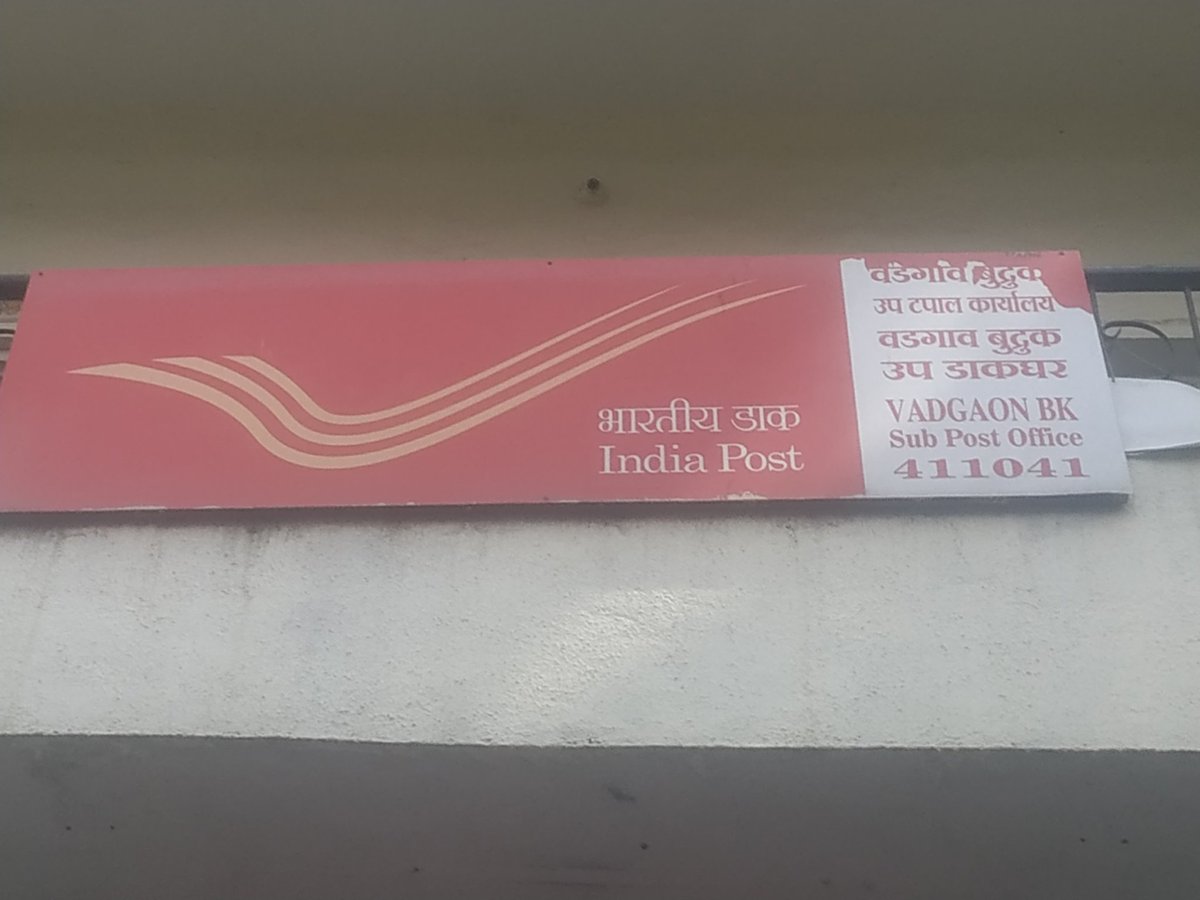 भारतीय डाक
India Post
वडगांव बुद्रुक
उप टपाल कार्यालय
वडगाव बुद्रुक
उप डाकघर
VADGAON BK
Sub Post Office
411041